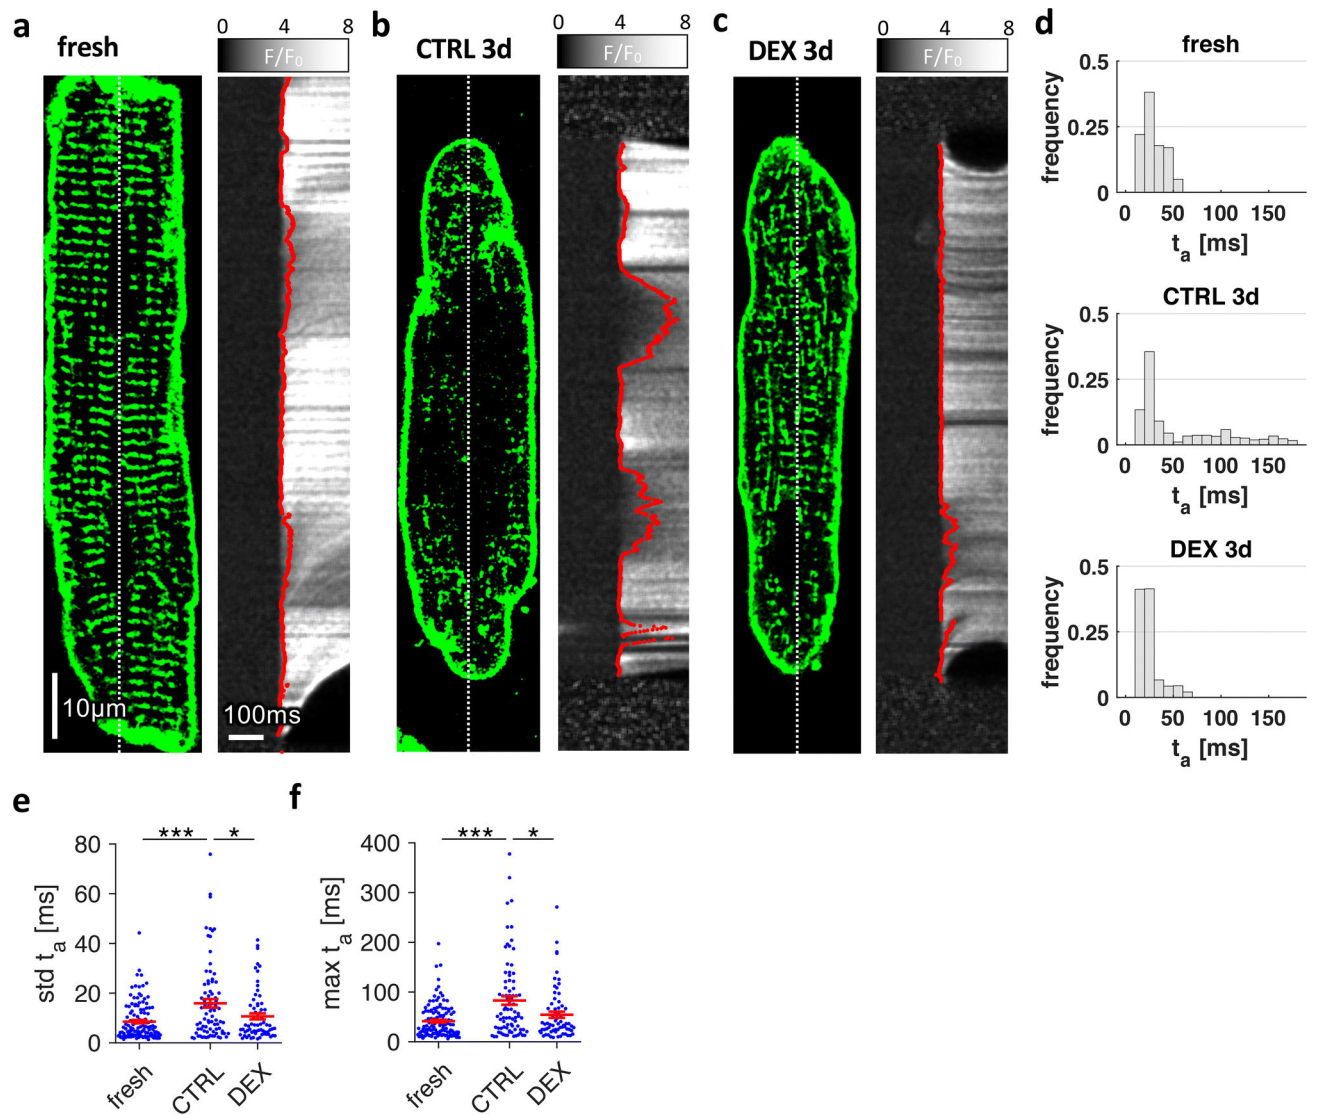 a
fresh
0 4 8
F/F0
b
CTRL 3d
0 4 8
F/F0
c
DEX 3d
0 4 8
F/F0
10µm
100ms
d
fresh
frequency
0.5
0.25
0
0 50 100 150
ta [ms]
CTRL 3d
frequency
0.5
0.25
0
0 50 100 150
ta [ms]
DEX 3d
frequency
0.5
0.25
0
0 50 100 150
ta [ms]
e
std ta [ms]
80
60
40
20
0
*** *
fresh CTRL DEX
f
max ta [ms]
400
300
200
100
0
*** *
fresh CTRL DEX